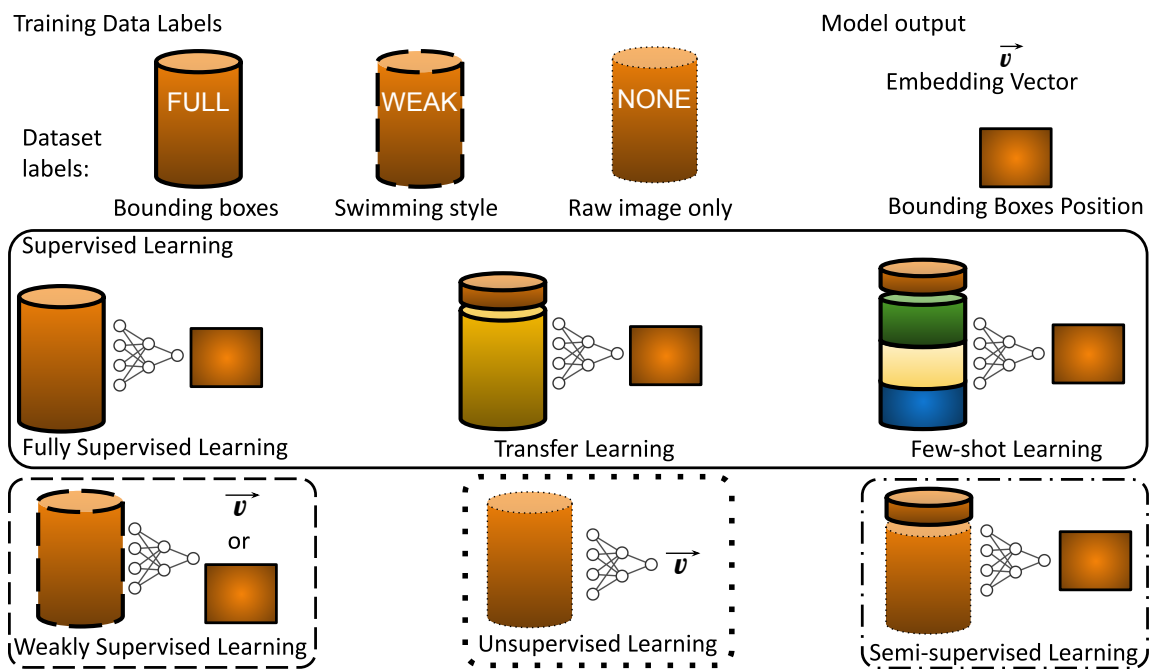 Training Data Labels
Model output
FULL
WEAK
NONE
v
Embedding Vector
Dataset
labels:
Bounding boxes
Swimming style
Raw image only
Bounding Boxes Position
Supervised Learning
Fully Supervised Learning
Transfer Learning
Few-shot Learning
v
or
Weakly Supervised Learning
v
Unsupervised Learning
Semi-supervised Learning